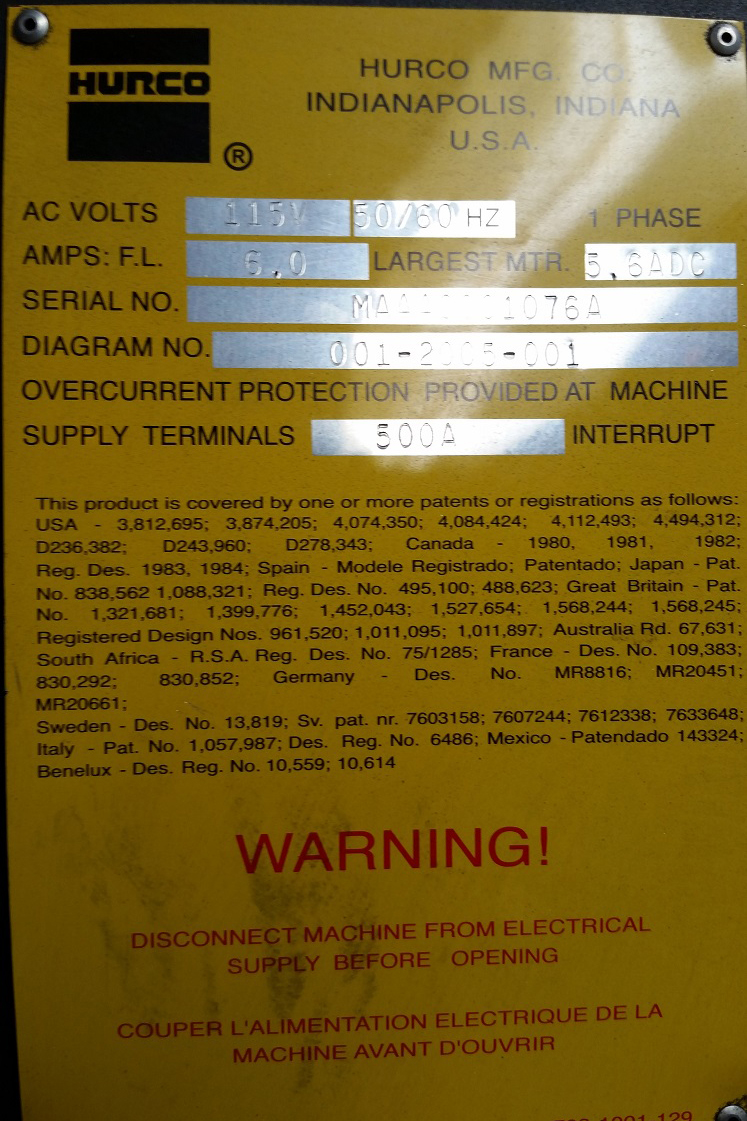 HURCO
®
HURCO MFG. CO.
INDIANAPOLIS, INDIANA
U.S.A.
AC VOLTS 115V 50/60 HZ 1 PHASE
AMPS: F.L. 6.0 LARGEST MTR. 5.6ADC
SERIAL NO.
DIAGRAM NO. 001-2005-001
OVERCURRENT PROTECTION PROVIDED AT MACHINE
SUPPLY TERMINALS 500A INTERRUPT
This product is covered by one or more patents or registrations as follows:
USA - 3,812,695; 3,874,205; 4,074,350; 4,084,424; 4,112,493; 4,494,312;
D236,382; D243,960; D278,343; Canada - 1980, 1981, 1982;
Reg. Des. 1983, 1984; Spain - Modele Registrado; Patentado; Japan - Pat.
No. 838,562 1,088,321; Reg. Des. No. 495,100; 488,623; Great Britain - Pat.
No. 1,321,681; 1,399,776; 1,452,043; 1,527,654; 1,568,244; 1,568,245;
Registered Design Nos. 961,520; 1,011,095; 1,011,897; Australia Rd. 67,631;
South Africa - R.S.A. Reg. Des. No. 75/1285; France - Des. No. 109,383;
830,292; 830,852; Germany - Des. No. MR8816; MR20451;
MR20661;
Sweden - Des. No. 13,819; Sv. pat. nr. 7603158; 7607244; 7612338; 7633648;
Italy - Pat. No. 1,057,987; Des. Reg. No. 6486; Mexico - Patendado 143324;
Benelux - Des. Reg. No. 10,559; 10,614
WARNING!
DISCONNECT MACHINE FROM ELECTRICAL
SUPPLY BEFORE OPENING
COUPER L'ALIMENTATION ELECTRIQUE DE LA
MACHINE AVANT D'OUVRIR